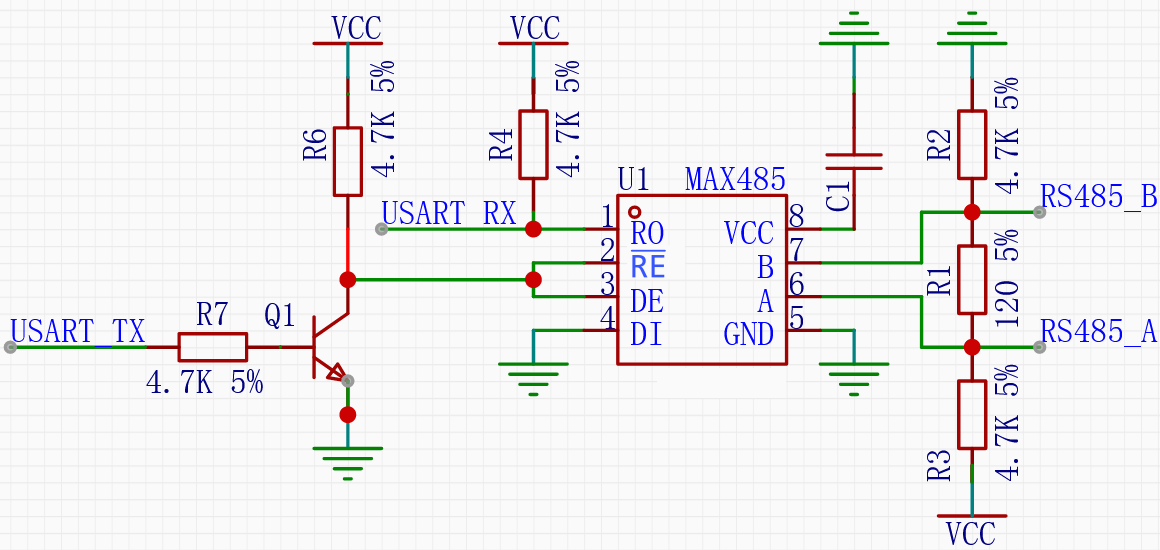 VCC
VCC
R6
4.7K 5%
R4
4.7K 5%
R2
4.7K 5%
U1
MAX485
C1
RS485_B
USART RX
1
RO
VCC
8
2
RE
B
7
3
DE
A
6
4
DI
GND
5
R1
120 5%
RS485_A
USART_TX
R7
4.7K 5%
Q1
R3
4.7K 5%
VCC